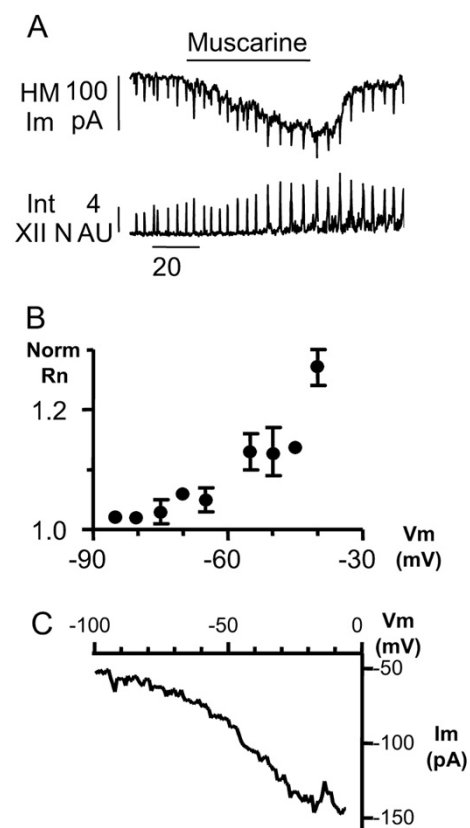 A
Muscarine
HM 100
Im pA
Int 4
XII N AU
20
B
Norm
Rn
1.2
1.0
-90 -60 -30
Vm
(mV)
C
Vm
(mV)
-100 -50 0
-50
-100
-150
Im
(pA)